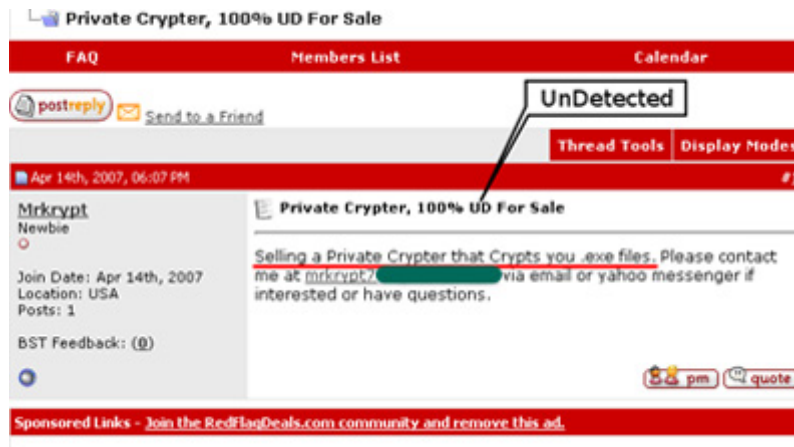 Private Crypter, 100% UD For Sale
FAQ Members List Calendar
postreply Send to a Friend
UnDetected
Thread Tools Display Modes
Apr 14th, 2007, 06:07 PM #
Mrkrypt
Newbie
Private Crypter, 100% UD For Sale
Join Date: Apr 14th, 2007
Location: USA
Posts: 1
BST Feedback: (0)
Selling a Private Crypter that Crypts you .exe files. Please contact
me at mrkrypt7 via email or yahoo messenger if
interested or have questions.
pm quote
Sponsored Links - Join the RedFlagDeals.com community and remove this ad.